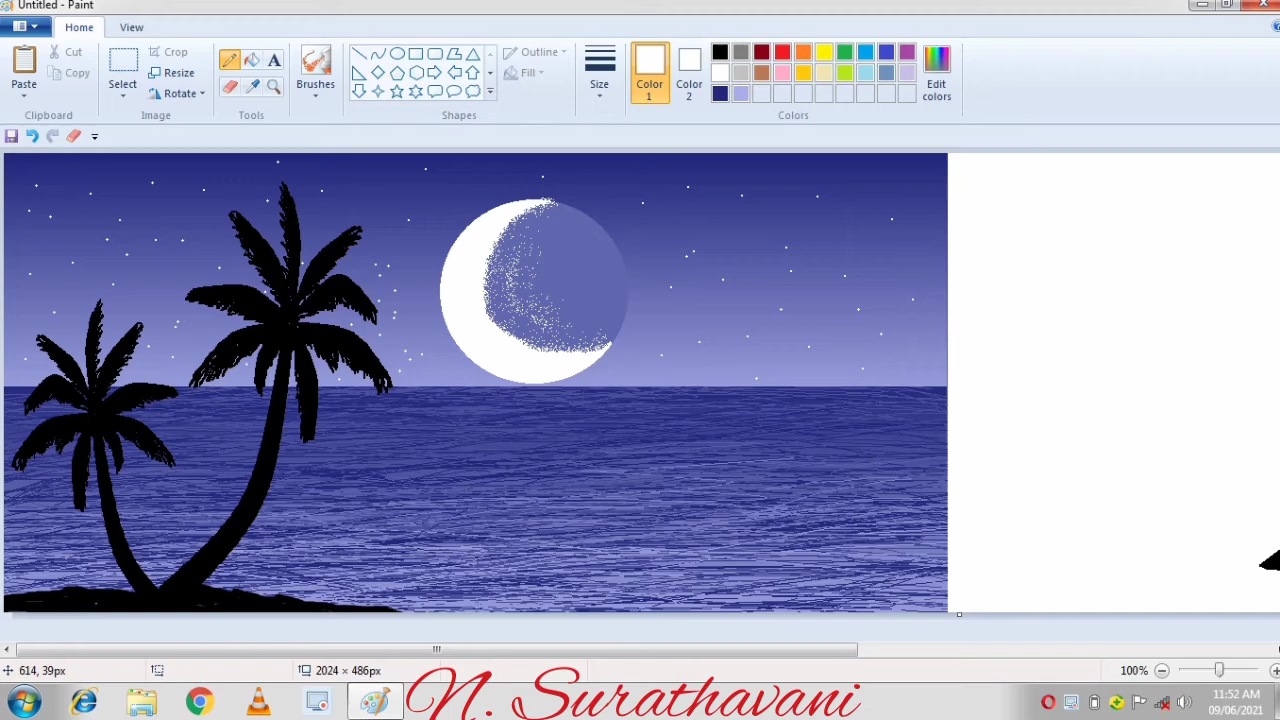 Untitled - Paint
Home View
Paste
Cut
Copy
Clipboard
Select
Crop
Resize
Rotate
Image
A
Tools
Brushes
Outline
Fill
Shapes
Size
Color 1
Color 2
Edit colors
Colors
614, 39px
2024 × 486px
100%
N. Surathavani
11:52 AM
09/06/2021